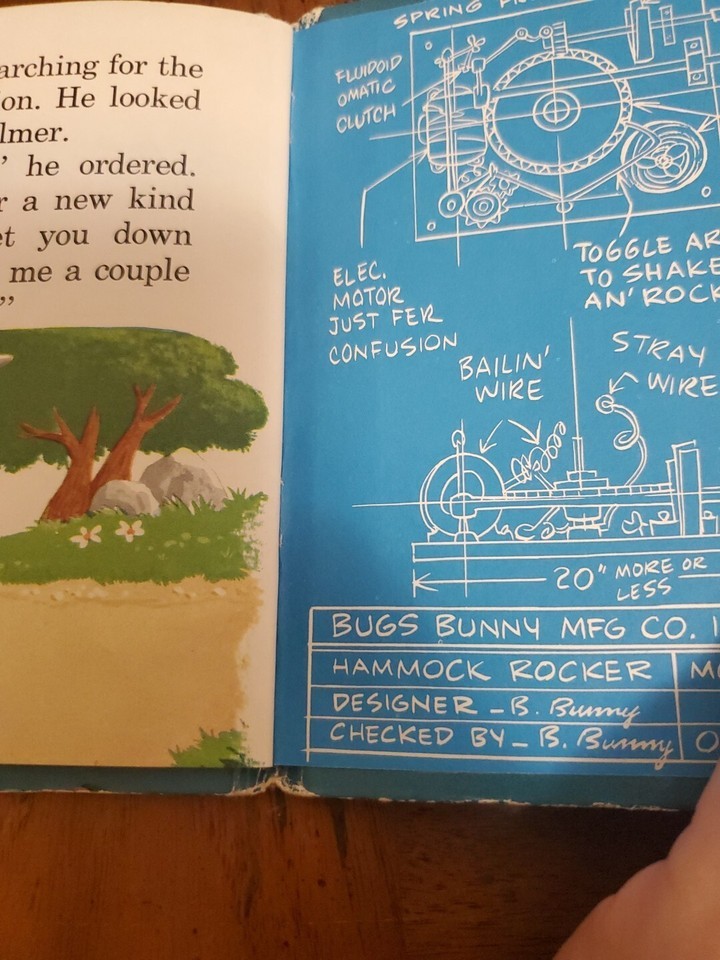 arching for the
on. He looked
lmer.
" he ordered.
r a new kind
et you down
me a couple
"
SPRING
FLUIDOID
OMATIC
CLUTCH
ELEC.
MOTOR
JUST FER
CONFUSION
TOGGLE AR
TO SHAKE
AN' ROCK
BAILIN'
WIRE
STRAY
WIRE
20" MORE OR
LESS
BUGS BUNNY MFG CO. I
HAMMOCK ROCKER MO
DESIGNER - B. Bunny
CHECKED BY - B. Bunny O